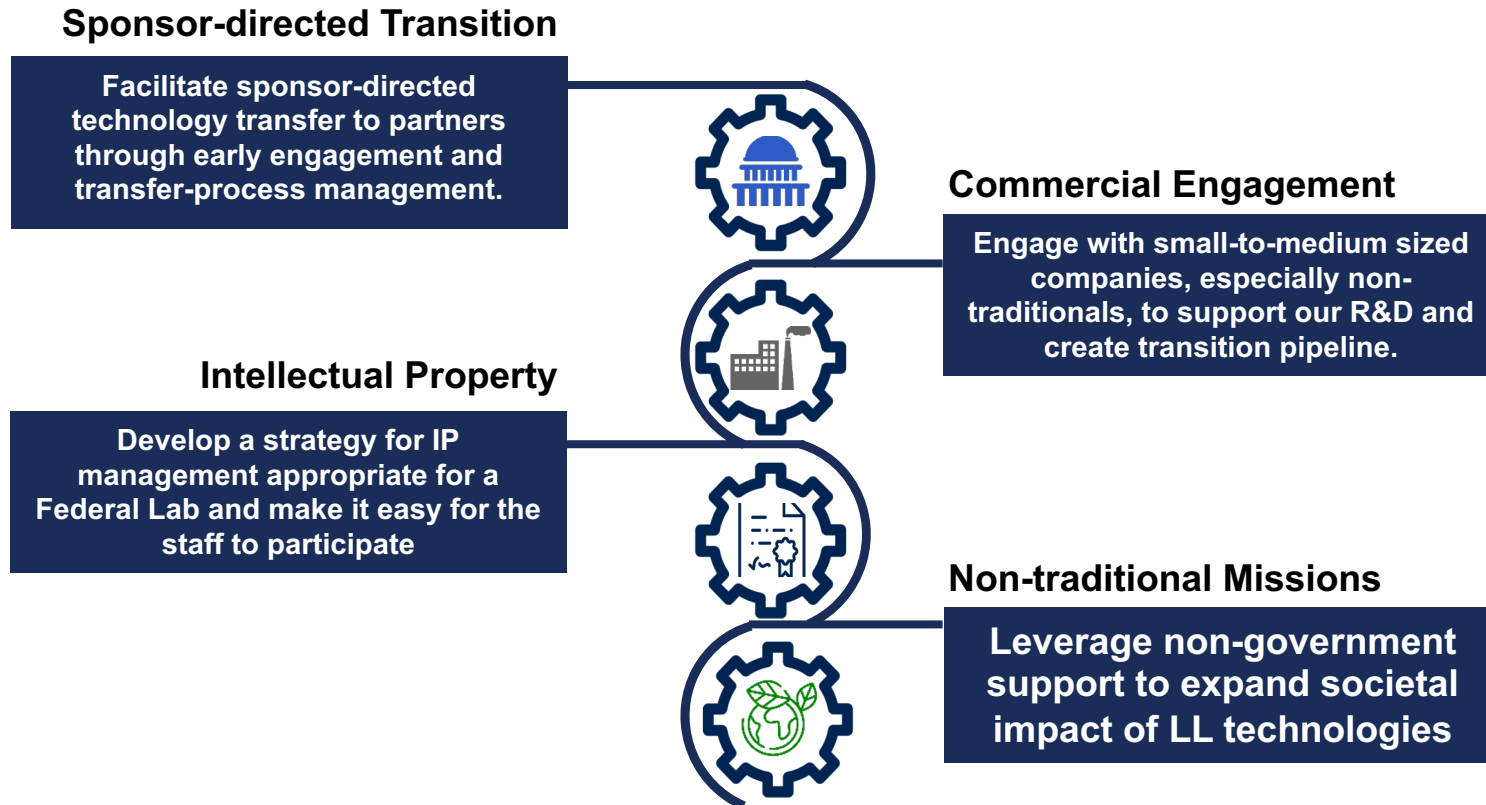 Sponsor-directed Transition
Facilitate sponsor-directed
technology transfer to partners
through early engagement and
transfer-process management.
Commercial Engagement
Engage with small-to-medium sized
companies, especially non-
traditionals, to support our R&D and
create transition pipeline.
Intellectual Property
Develop a strategy for IP
management appropriate for a
Federal Lab and make it easy for the
staff to participate
Non-traditional Missions
Leverage non-government
support to expand societal
impact of LL technologies